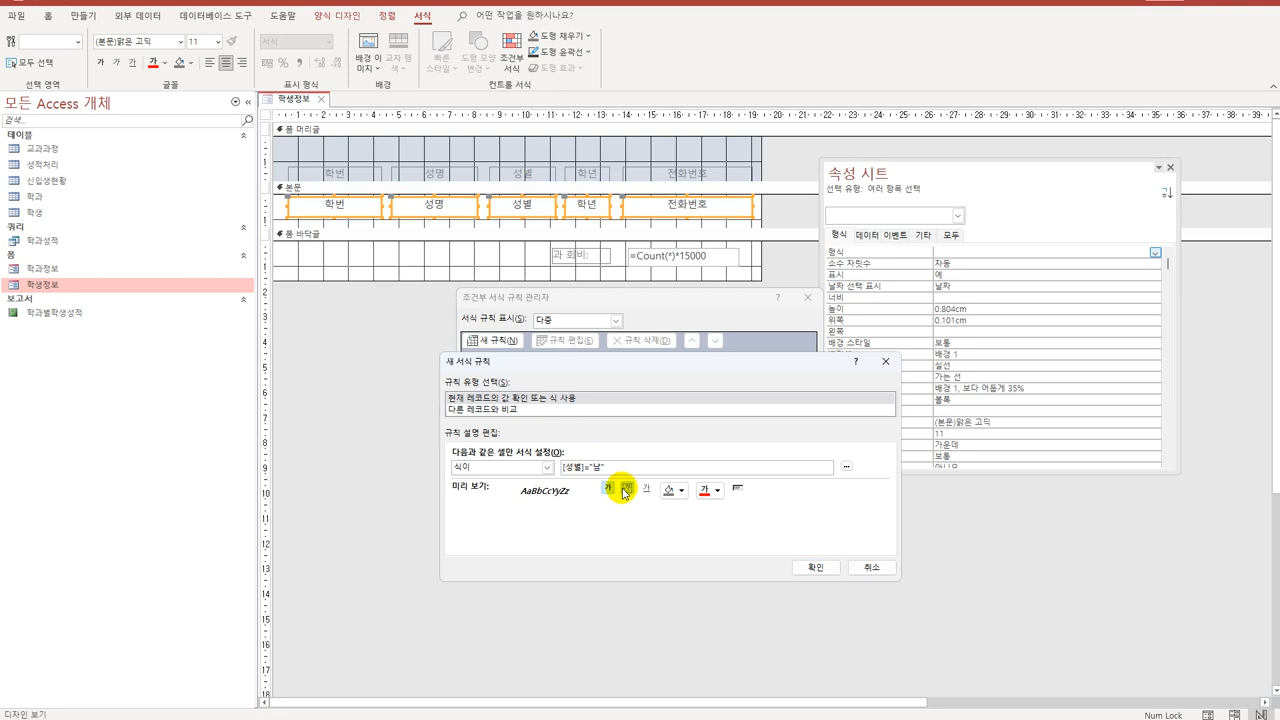 파일 홈 만들기 외부 데이터 데이터베이스 도구 도움말 양식 디자인 정렬 서식 어떤 작업을 원하시나요?
(본문)맑은 고딕 11 서식 도형 채우기
모두 선택 가 가 가 가 배경 이미지 교차 행 색 빠른 스타일 도형 모양 변경 조건부 서식 도형 윤곽선
도형 효과
선택 영역 글꼴 표시 형식 배경 컨트롤 서식
모든 Access 개체
검색...
테이블
교과과정
성적처리
신입생현황
학과
학생
쿼리
학과성적
폼
학과정보
학생정보
보고서
학과별학생성적
학생정보
폼 머리글
학번 성명 성별 학년 전화번호
본문
학번 성명 성별 학년 전화번호
폼 바닥글
과 회비: =Count(*)*15000
속성 시트
선택 유형: 여러 항목 선택
형식 데이터 이벤트 기타 모두
형식
소수 자릿수 자동
표시 예
날짜 선택 표시 날짜
너비
높이 0.804cm
위쪽 0.101cm
왼쪽
배경 스타일 보통
배경 1
실선
가는 선
배경 1, 보다 어둡게 35%
볼록
(본문)맑은 고딕
11
가운데
보통
아니요
조건부 서식 규칙 관리자
서식 규칙 표시(S): 다중
새 규칙(N) 규칙 편집(E) 규칙 삭제(D)
새 서식 규칙
규칙 유형 선택(S):
현재 레코드의 값 확인 또는 식 사용
다른 레코드와 비교
규칙 설명 편집:
다음과 같은 셀만 서식 설정(O):
식이 [성별]="남"
미리 보기: AaBbCcYyZz 가 가 가 가
확인 취소
디자인 보기 Num Lock